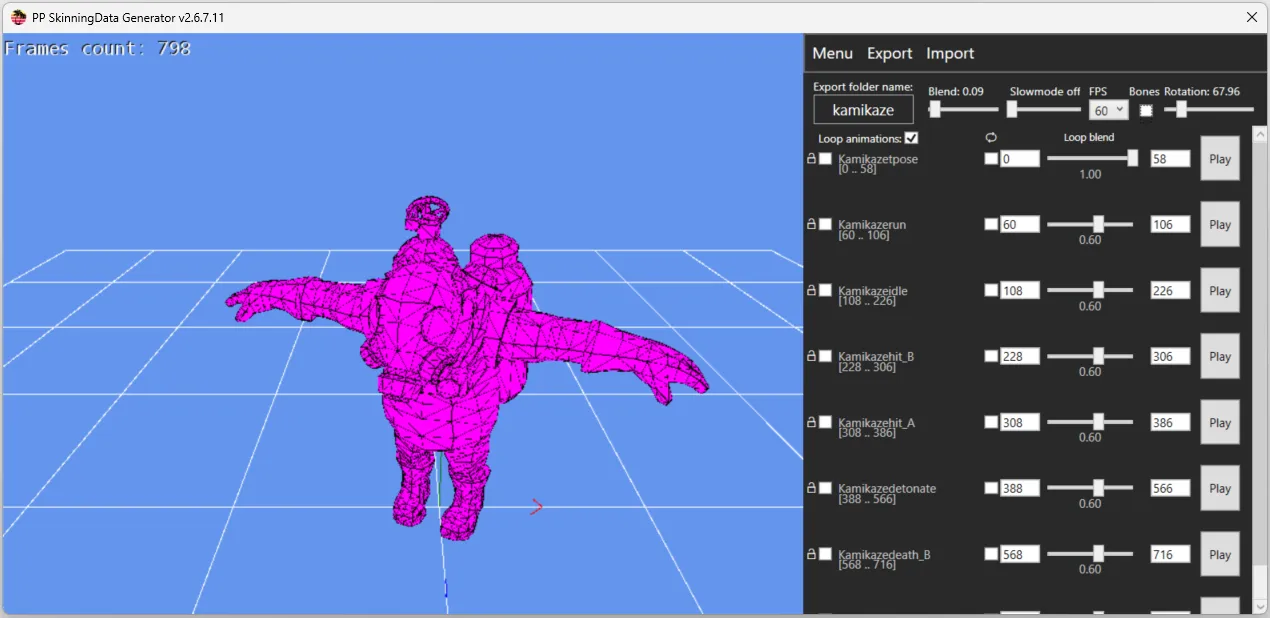 PP SkinningData Generator v2.6.7.11
Frames count: 798
Menu Export Import
Export folder name: Blend: 0.09 Slowmode off FPS Bones Rotation: 67.96
kamikaze 60
Loop animations: Loop blend
Kamikazetpose 0 58 Play
[0 .. 58] 1.00
Kamikazerun 60 106 Play
[60 .. 106] 0.60
Kamikazeidle 108 226 Play
[108 .. 226] 0.60
Kamikazehit_B 228 306 Play
[228 .. 306] 0.60
Kamikazehit_A 308 386 Play
[308 .. 386] 0.60
Kamikazedetonate 388 566 Play
[388 .. 566] 0.60
Kamikazedeath_B 568 716 Play
[568 .. 716] 0.60